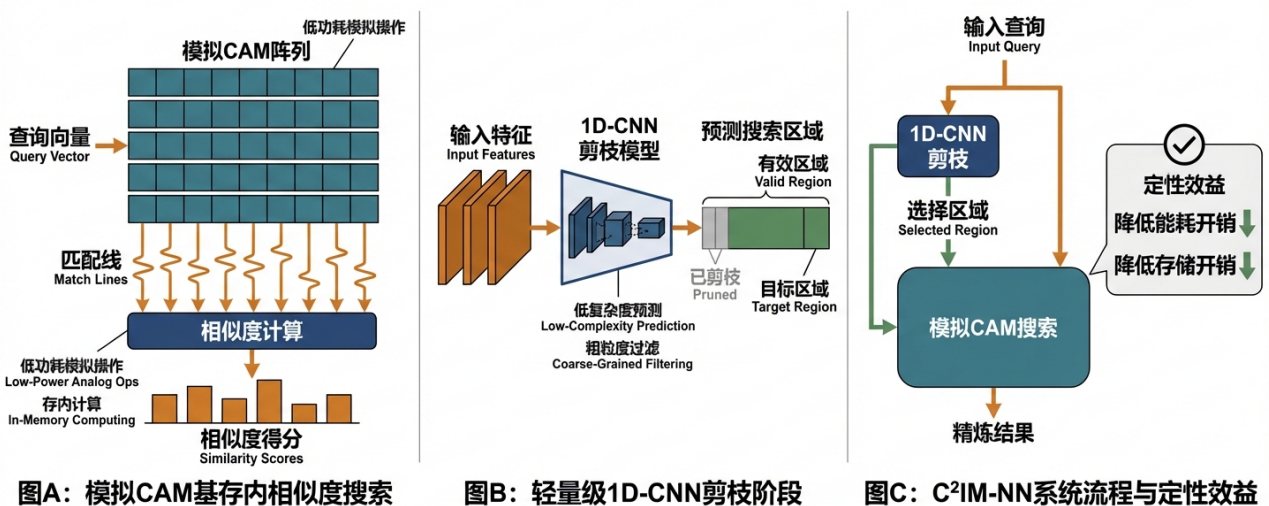 低功耗模拟操作
模拟CAM阵列
查询向量
Query Vector
匹配线
Match Lines
相似度计算
低功耗模拟操作
Low-Power Analog Ops
存内计算
In-Memory Computing
相似度得分
Similarity Scores
图A：模拟CAM基存内相似度搜索
输入特征
Input Features
1D-CNN
剪枝模型
预测搜索区域
有效区域
Valid Region
已剪枝
Pruned
目标区域
Target Region
低复杂度预测
Low-Complexity Prediction
粗粒度过滤
Coarse-Grained Filtering
图B：轻量级1D-CNN剪枝阶段
输入查询
Input Query
1D-CNN
剪枝
选择区域
Selected Region
模拟CAM搜索
精炼结果
定性效益
降低能耗开销
降低存储开销
图C：C²IM-NN系统流程与定性效益